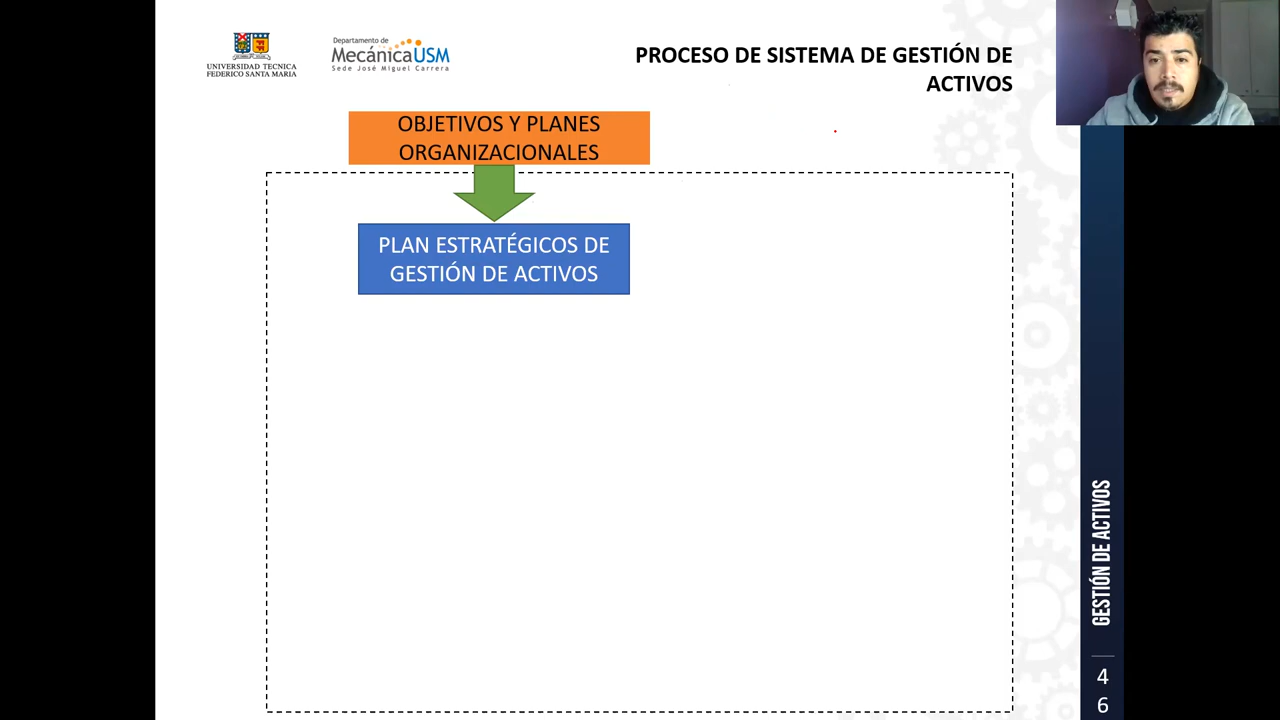 UNIVERSIDAD TECNICA
FEDERICO SANTA MARIA
Departamento de
MecánicaUSM
Sede José Miguel Carrera
PROCESO DE SISTEMA DE GESTIÓN DE
ACTIVOS
OBJETIVOS Y PLANES
ORGANIZACIONALES
PLAN ESTRATÉGICOS DE
GESTIÓN DE ACTIVOS
GESTIÓN DE ACTIVOS
4
6